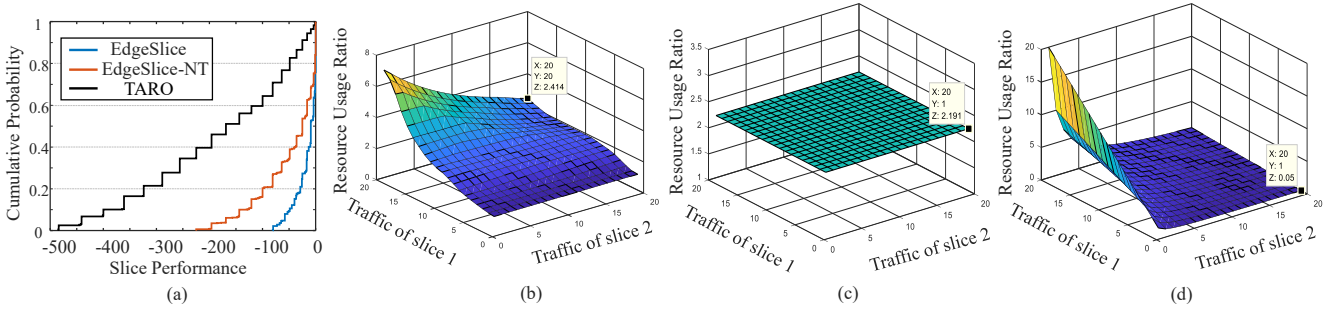 Cumulative Probability
1
0.8
0.6
0.4
0.2
0
EdgeSlice
EdgeSlice-NT
TARO
-500 -400 -300 -200 -100 0
Slice Performance
(a)
Resource Usage Ratio
8
6
4
2
0
20
15
10
5
0
Traffic of slice 1
0
5
10
15
20
Traffic of slice 2
X: 20
Y: 20
Z: 2.414
(b)
Resource Usage Ratio
3.5
3
2.5
2
1.5
1
20
15
10
5
0
Traffic of slice 1
0
5
10
15
20
Traffic of slice 2
X: 20
Y: 1
Z: 2.191
(c)
Resource Usage Ratio
20
15
10
5
0
20
15
10
5
0
Traffic of slice 1
0
5
10
15
20
Traffic of slice 2
X: 20
Y: 1
Z: 0.05
(d)